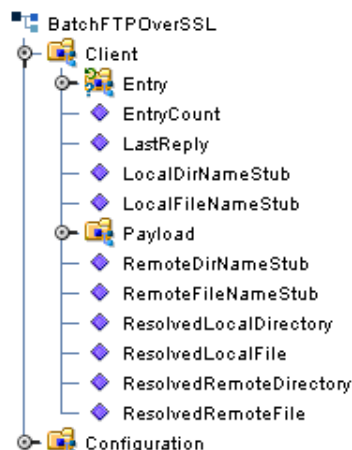 BatchFTPOverSSL
Client
Entry
EntryCount
LastReply
LocalDirNameStub
LocalFileNameStub
Payload
RemoteDirNameStub
RemoteFileNameStub
ResolvedLocalDirectory
ResolvedLocalFile
ResolvedRemoteDirectory
ResolvedRemoteFile
Configuration